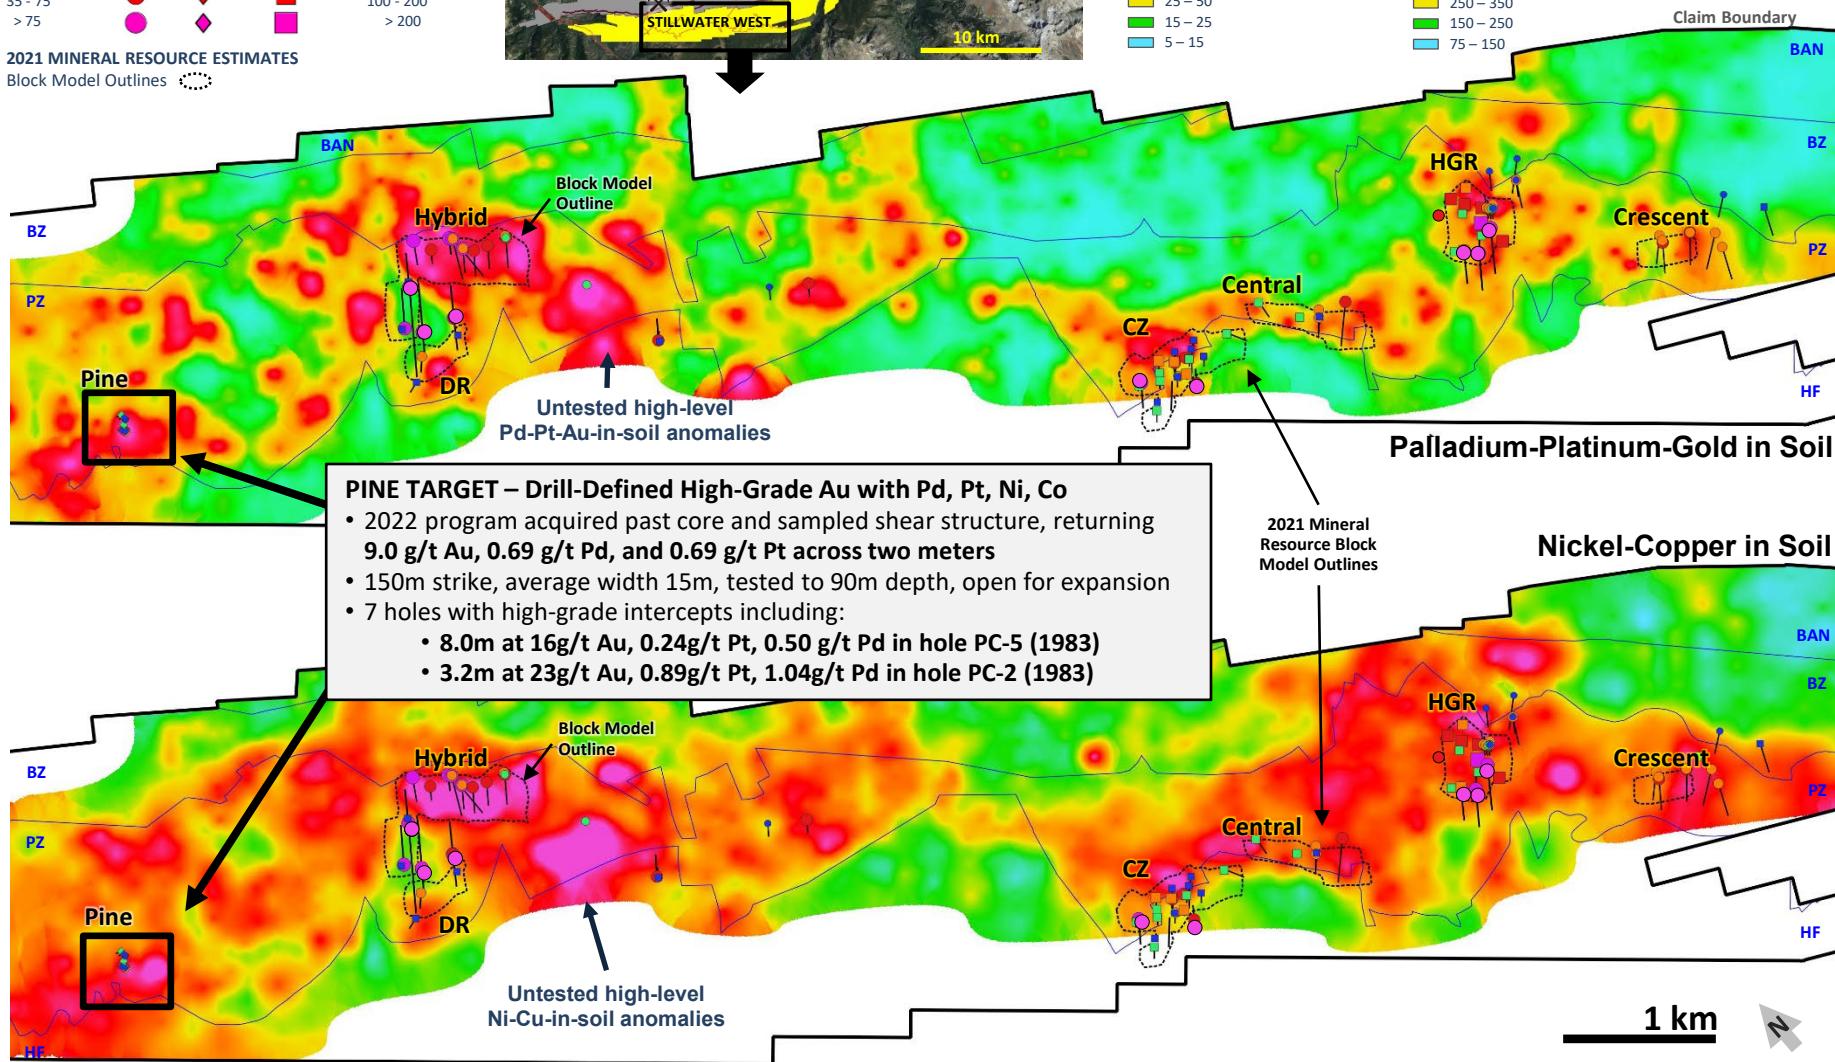 35 - 75
100 - 200
> 75
> 200
2021 MINERAL RESOURCE ESTIMATES
Block Model Outlines
STILLWATER WEST
10 km
25 – 50
15 – 25
5 – 15
250 – 350
150 – 250
75 – 150
Claim Boundary
BAN
BZ
PZ
HF
BAN
BZ
PZ
Hybrid
Block Model
Outline
DR
Pine
HGR
Crescent
Central
CZ
Untested high-level
Pd-Pt-Au-in-soil anomalies
Palladium-Platinum-Gold in Soil
PINE TARGET – Drill-Defined High-Grade Au with Pd, Pt, Ni, Co
• 2022 program acquired past core and sampled shear structure, returning
9.0 g/t Au, 0.69 g/t Pd, and 0.69 g/t Pt across two meters
• 150m strike, average width 15m, tested to 90m depth, open for expansion
• 7 holes with high-grade intercepts including:
• 8.0m at 16g/t Au, 0.24g/t Pt, 0.50 g/t Pd in hole PC-5 (1983)
• 3.2m at 23g/t Au, 0.89g/t Pt, 1.04g/t Pd in hole PC-2 (1983)
2021 Mineral
Resource Block
Model Outlines
Nickel-Copper in Soil
BAN
BZ
PZ
HF
BZ
PZ
HF
Hybrid
Block Model
Outline
DR
Pine
HGR
Crescent
Central
CZ
Untested high-level
Ni-Cu-in-soil anomalies
1 km
N